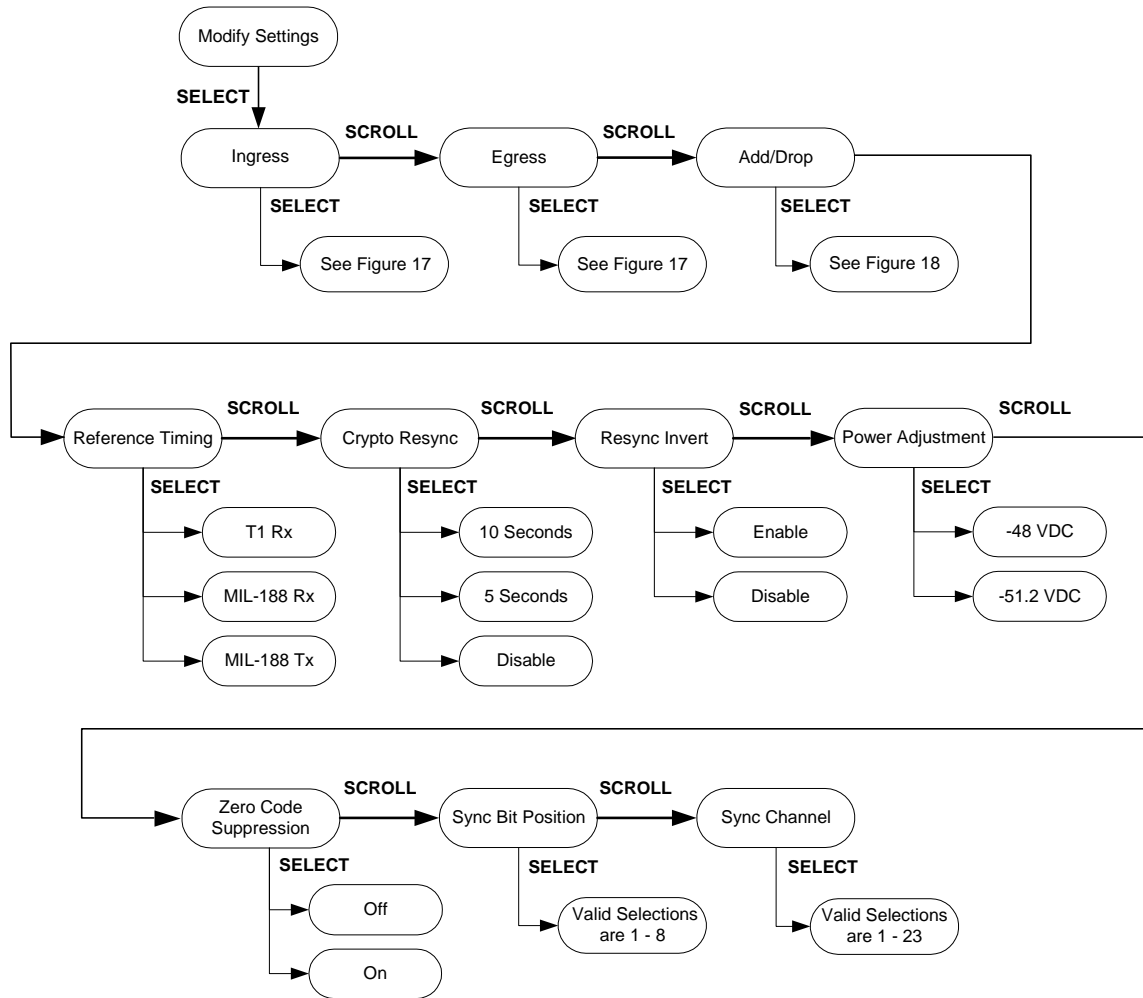 Modify Settings
SELECT
SCROLL
SCROLL
Ingress
Egress
Add/Drop
SELECT
SELECT
SELECT
See Figure 17
See Figure 17
See Figure 18
SCROLL
SCROLL
SCROLL
SCROLL
Reference Timing
Crypto Resync
Resync Invert
Power Adjustment
SELECT
SELECT
SELECT
SELECT
T1 Rx
10 Seconds
Enable
-48 VDC
MIL-188 Rx
5 Seconds
Disable
-51.2 VDC
MIL-188 Tx
Disable
SCROLL
SCROLL
Zero Code
Suppression
Sync Bit Position
Sync Channel
SELECT
SELECT
SELECT
Off
Valid Selections
are 1 - 8
Valid Selections
are 1 - 23
On